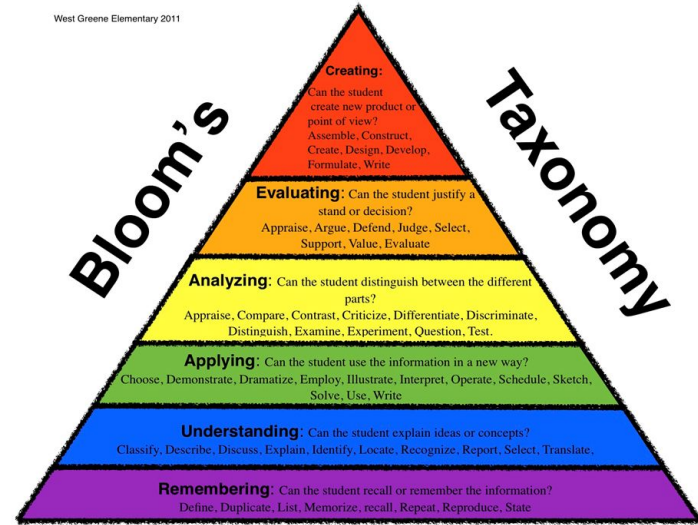 West Greene Elementary 2011
Bloom's
Taxonomy
Creating:
Can the student
create new product or
point of view?
Assemble, Construct,
Create, Design, Develop,
Formulate, Write
Evaluating: Can the student justify a
stand or decision?
Appraise, Argue, Defend, Judge, Select,
Support, Value, Evaluate
Analyzing: Can the student distinguish between the different
parts?
Appraise, Compare, Contrast, Criticize, Differentiate, Discriminate,
Distinguish, Examine, Experiment, Question, Test.
Applying: Can the student use the information in a new way?
Choose, Demonstrate, Dramatize, Employ, Illustrate, Interpret, Operate, Schedule, Sketch,
Solve, Use, Write
Understanding: Can the student explain ideas or concepts?
Classify, Describe, Discuss, Explain, Identify, Locate, Recognize, Report, Select, Translate,
Remembering: Can the student recall or remember the information?
Define, Duplicate, List, Memorize, recall, Repeat, Reproduce, State